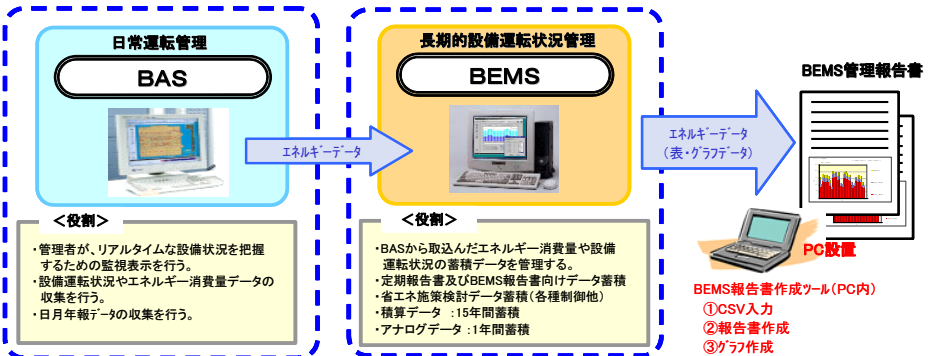 日常運転管理
BAS
エネルギーデータ
長期的設備運転状況管理
BEMS
エネルギーデータ
（表・グラフデータ）
BEMS管理報告書
＜役割＞
・管理者が、リアルタイムな設備状況を把握
するための監視表示を行う。
・設備運転状況やエネルギー消費量データの
収集を行う。
・日月年報データの収集を行う。
＜役割＞
・BASから取込んだエネルギー消費量や設備
運転状況の蓄積データを管理する。
・定期報告書及びBEMS報告書向けデータ蓄積
・省エネ施策検討データ蓄積（各種制御他）
・積算データ ：15年間蓄積
・アナログデータ ：1年間蓄積
PC設置
BEMS報告書作成ツール（PC内）
①CSV入力
②報告書作成
③グラフ作成